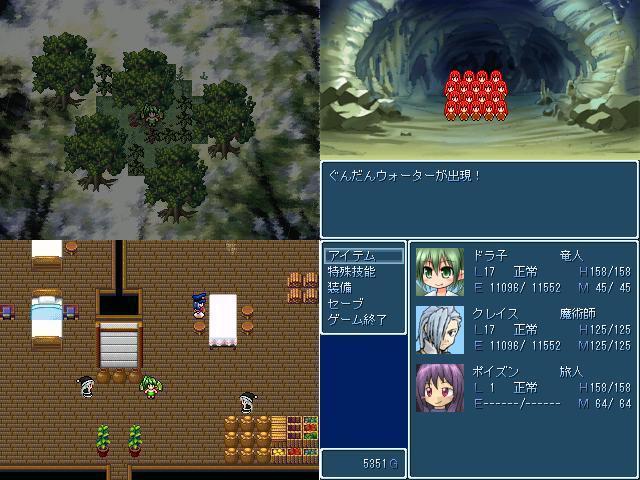 ぐんだんウォーターが出現！
アイテム
特殊技能
装備
セーブ
ゲーム終了
5351G
ドラ子 竜人
L17 正常 H158/158
E 11096/ 11552 M 45/ 45
クレイス 魔術師
L17 正常 H125/125
E 11096/ 11552 M125/125
ポイズン 旅人
L 1 正常 H158/158
E------/------ M 64/ 64